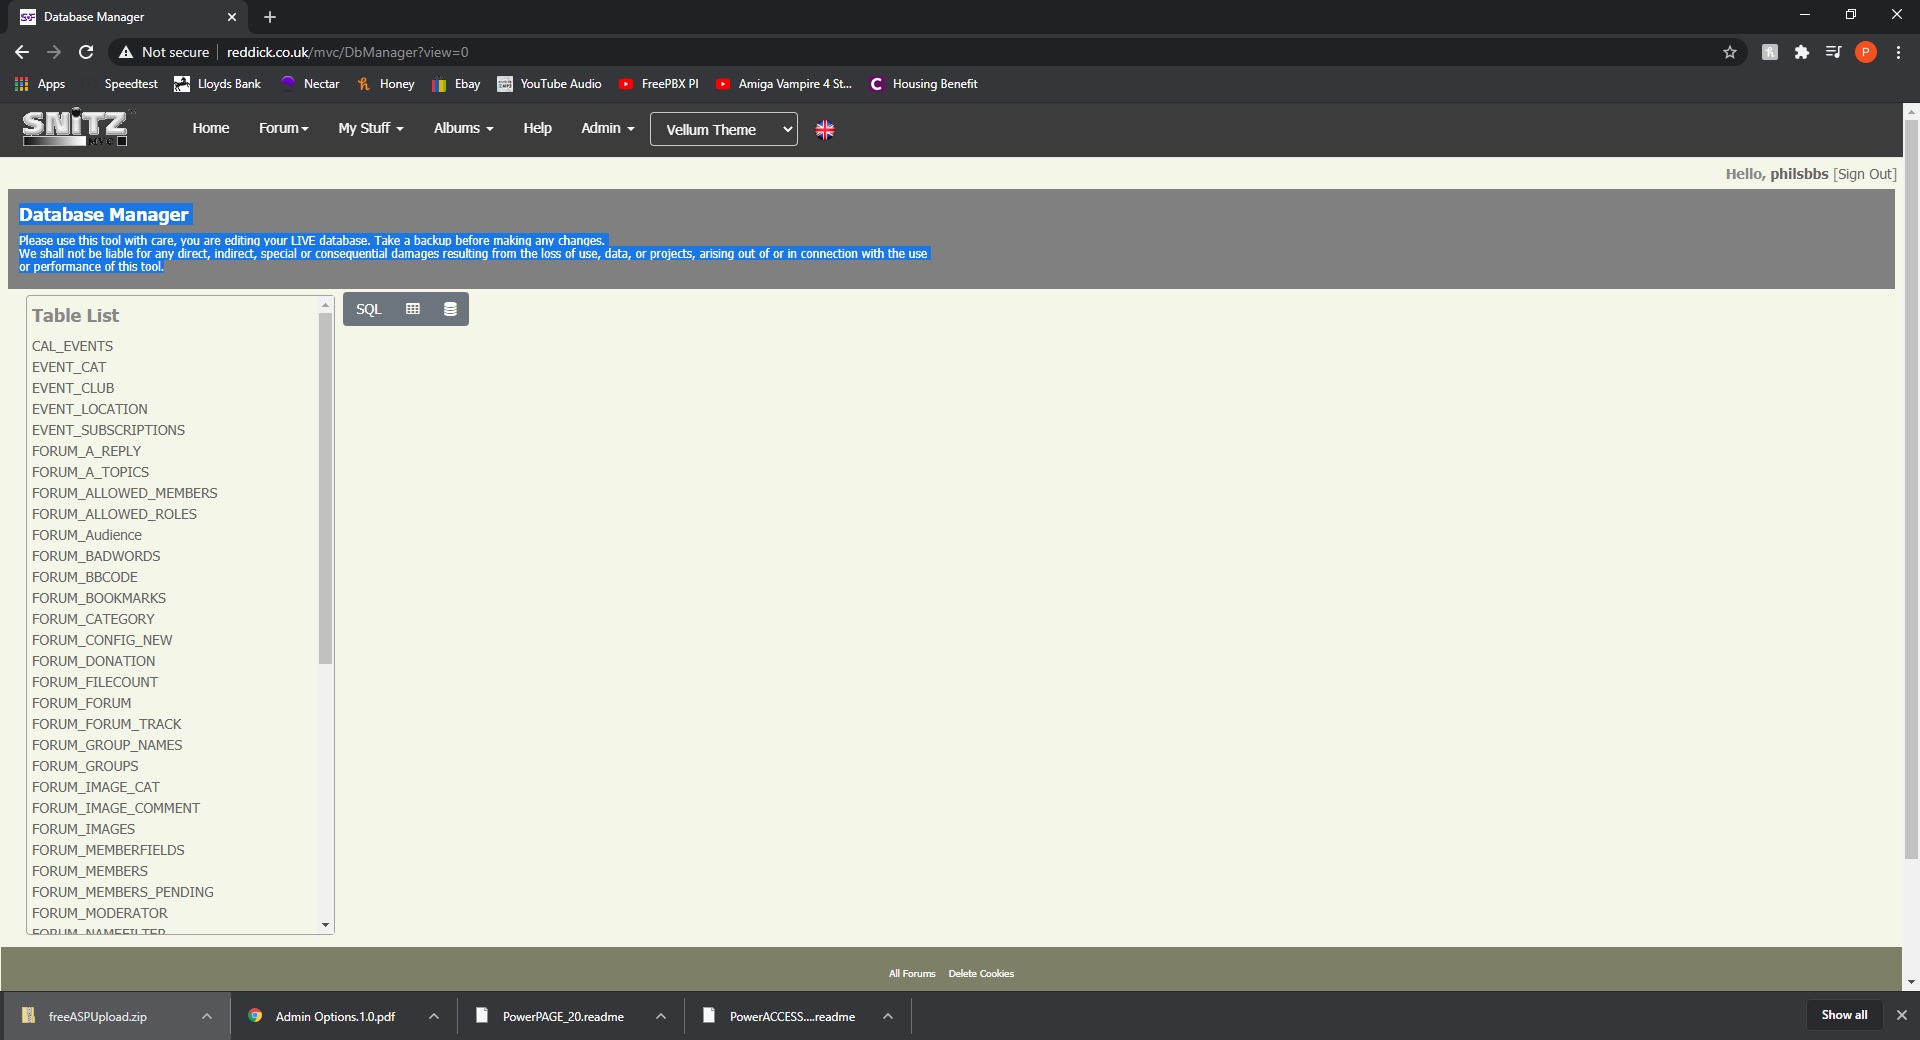 Database Manager
Not secure reddick.co.uk/mvc/DbManager?view=0
P
Apps Speedtest Lloyds Bank Nectar Honey Ebay YouTube Audio FreePBX PI Amiga Vampire 4 St... Housing Benefit
SNiTZ
MVC
Home Forum My Stuff Albums Help Admin Vellum Theme
Hello, philsbbs [Sign Out]
Database Manager
Please use this tool with care, you are editing your LIVE database. Take a backup before making any changes.
We shall not be liable for any direct, indirect, special or consequential damages resulting from the loss of use, data, or projects, arising out of or in connection with the use
or performance of this tool.
SQL
Table List
CAL_EVENTS
EVENT_CAT
EVENT_CLUB
EVENT_LOCATION
EVENT_SUBSCRIPTIONS
FORUM_A_REPLY
FORUM_A_TOPICS
FORUM_ALLOWED_MEMBERS
FORUM_ALLOWED_ROLES
FORUM_Audience
FORUM_BADWORDS
FORUM_BBCODE
FORUM_BOOKMARKS
FORUM_CATEGORY
FORUM_CONFIG_NEW
FORUM_DONATION
FORUM_FILECOUNT
FORUM_FORUM
FORUM_FORUM_TRACK
FORUM_GROUP_NAMES
FORUM_GROUPS
FORUM_IMAGE_CAT
FORUM_IMAGE_COMMENT
FORUM_IMAGES
FORUM_MEMBERFIELDS
FORUM_MEMBERS
FORUM_MEMBERS_PENDING
FORUM_MODERATOR
FORUM_NAMEFILTER
All Forums Delete Cookies
freeASPUpload.zip Admin Options.1.0.pdf PowerPAGE_20.readme PowerACCESS....readme Show all